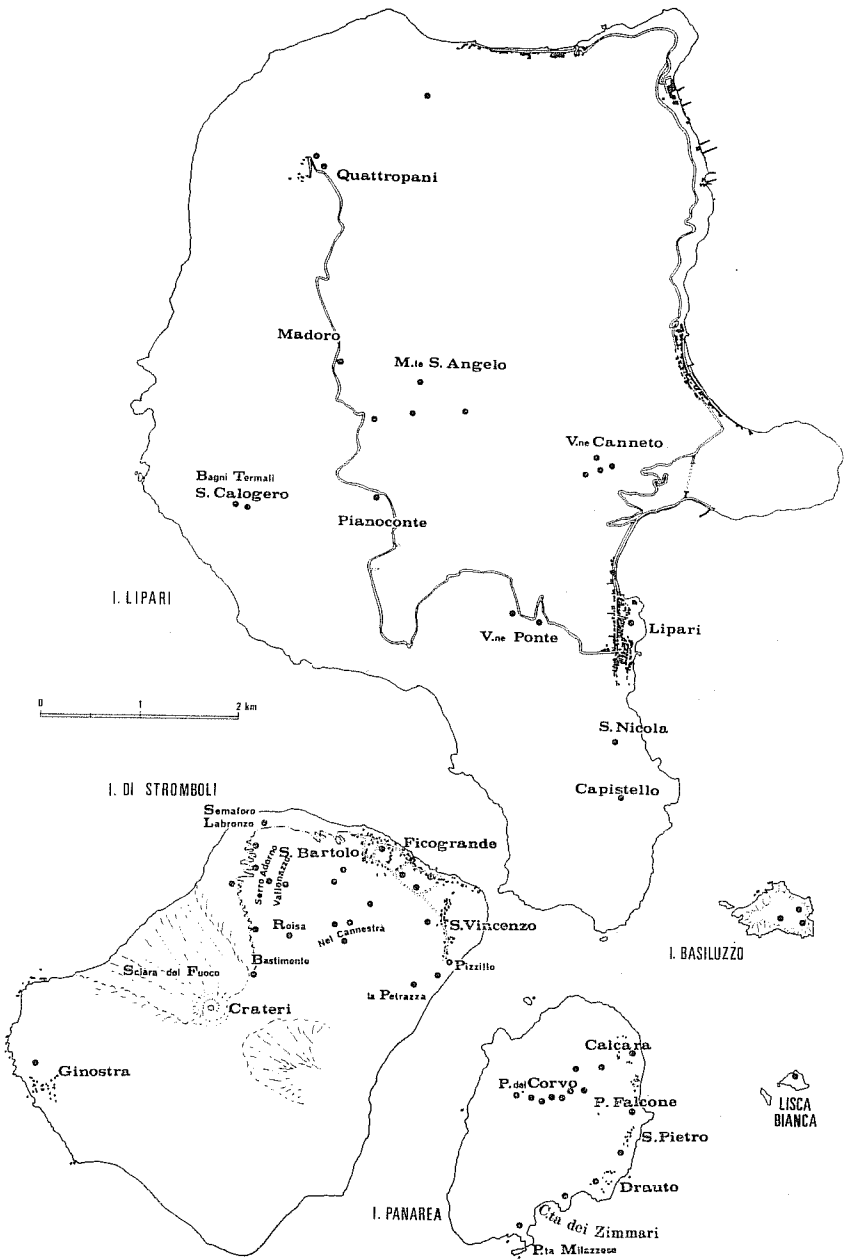 Quattropani
Madoro
M.te S. Angelo
V.ne Canneto
Bagni Termali
S. Calogero
Pianoconte
I. LIPARI
V.ne Ponte
Lipari
0 1 2 km
S. Nicola
Capistello
I. DI STROMBOLI
Semaforo
Labronzo
Ficogrande
S. Bartolo
Serro Adorno
Vallonazzo
Roisa
Nel Cannestrà
S. Vincenzo
Bastimento
Pizzillo
Sciara del Fuoco
la Petrazza
Crateri
Ginostra
I. BASILUZZO
Calcara
P. del Corvo
P. Falcone
LISCA
BIANCA
S. Pietro
Drauto
I. PANAREA
C.ta dei Zimmari
P.ta Milazzese